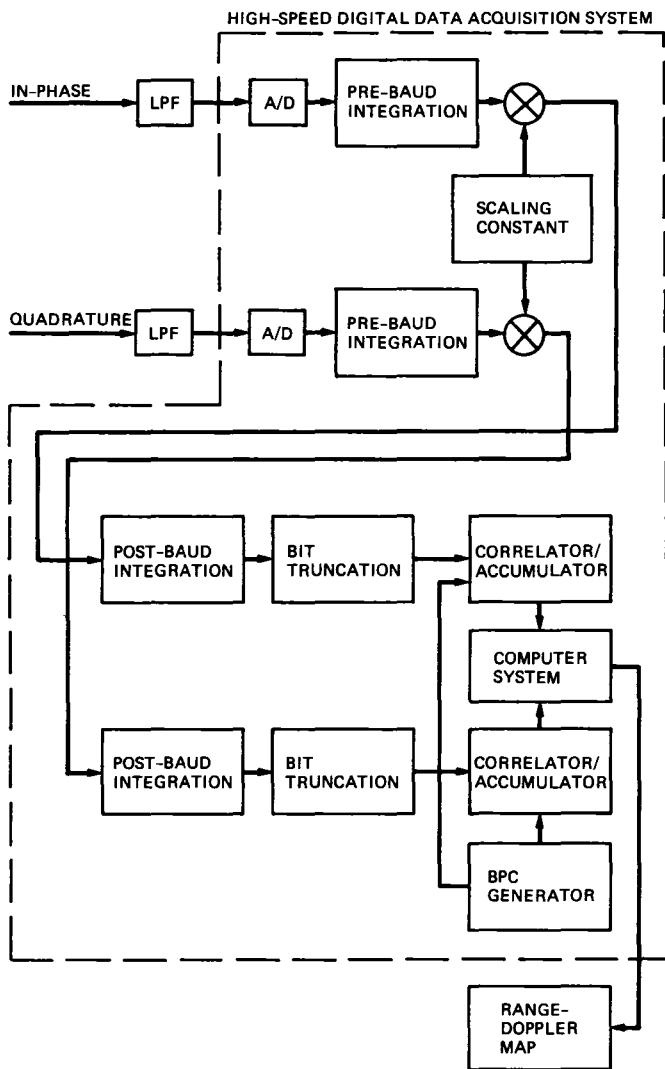 HIGH-SPEED DIGITAL DATA ACQUISITION SYSTEM
IN-PHASE
LPF
A/D
PRE-BAUD
INTEGRATION
SCALING
CONSTANT
QUADRATURE
LPF
A/D
PRE-BAUD
INTEGRATION
POST-BAUD
INTEGRATION
BIT
TRUNCATION
CORRELATOR/
ACCUMULATOR
COMPUTER
SYSTEM
POST-BAUD
INTEGRATION
BIT
TRUNCATION
CORRELATOR/
ACCUMULATOR
BPC
GENERATOR
RANGE-
DOPPLER
MAP